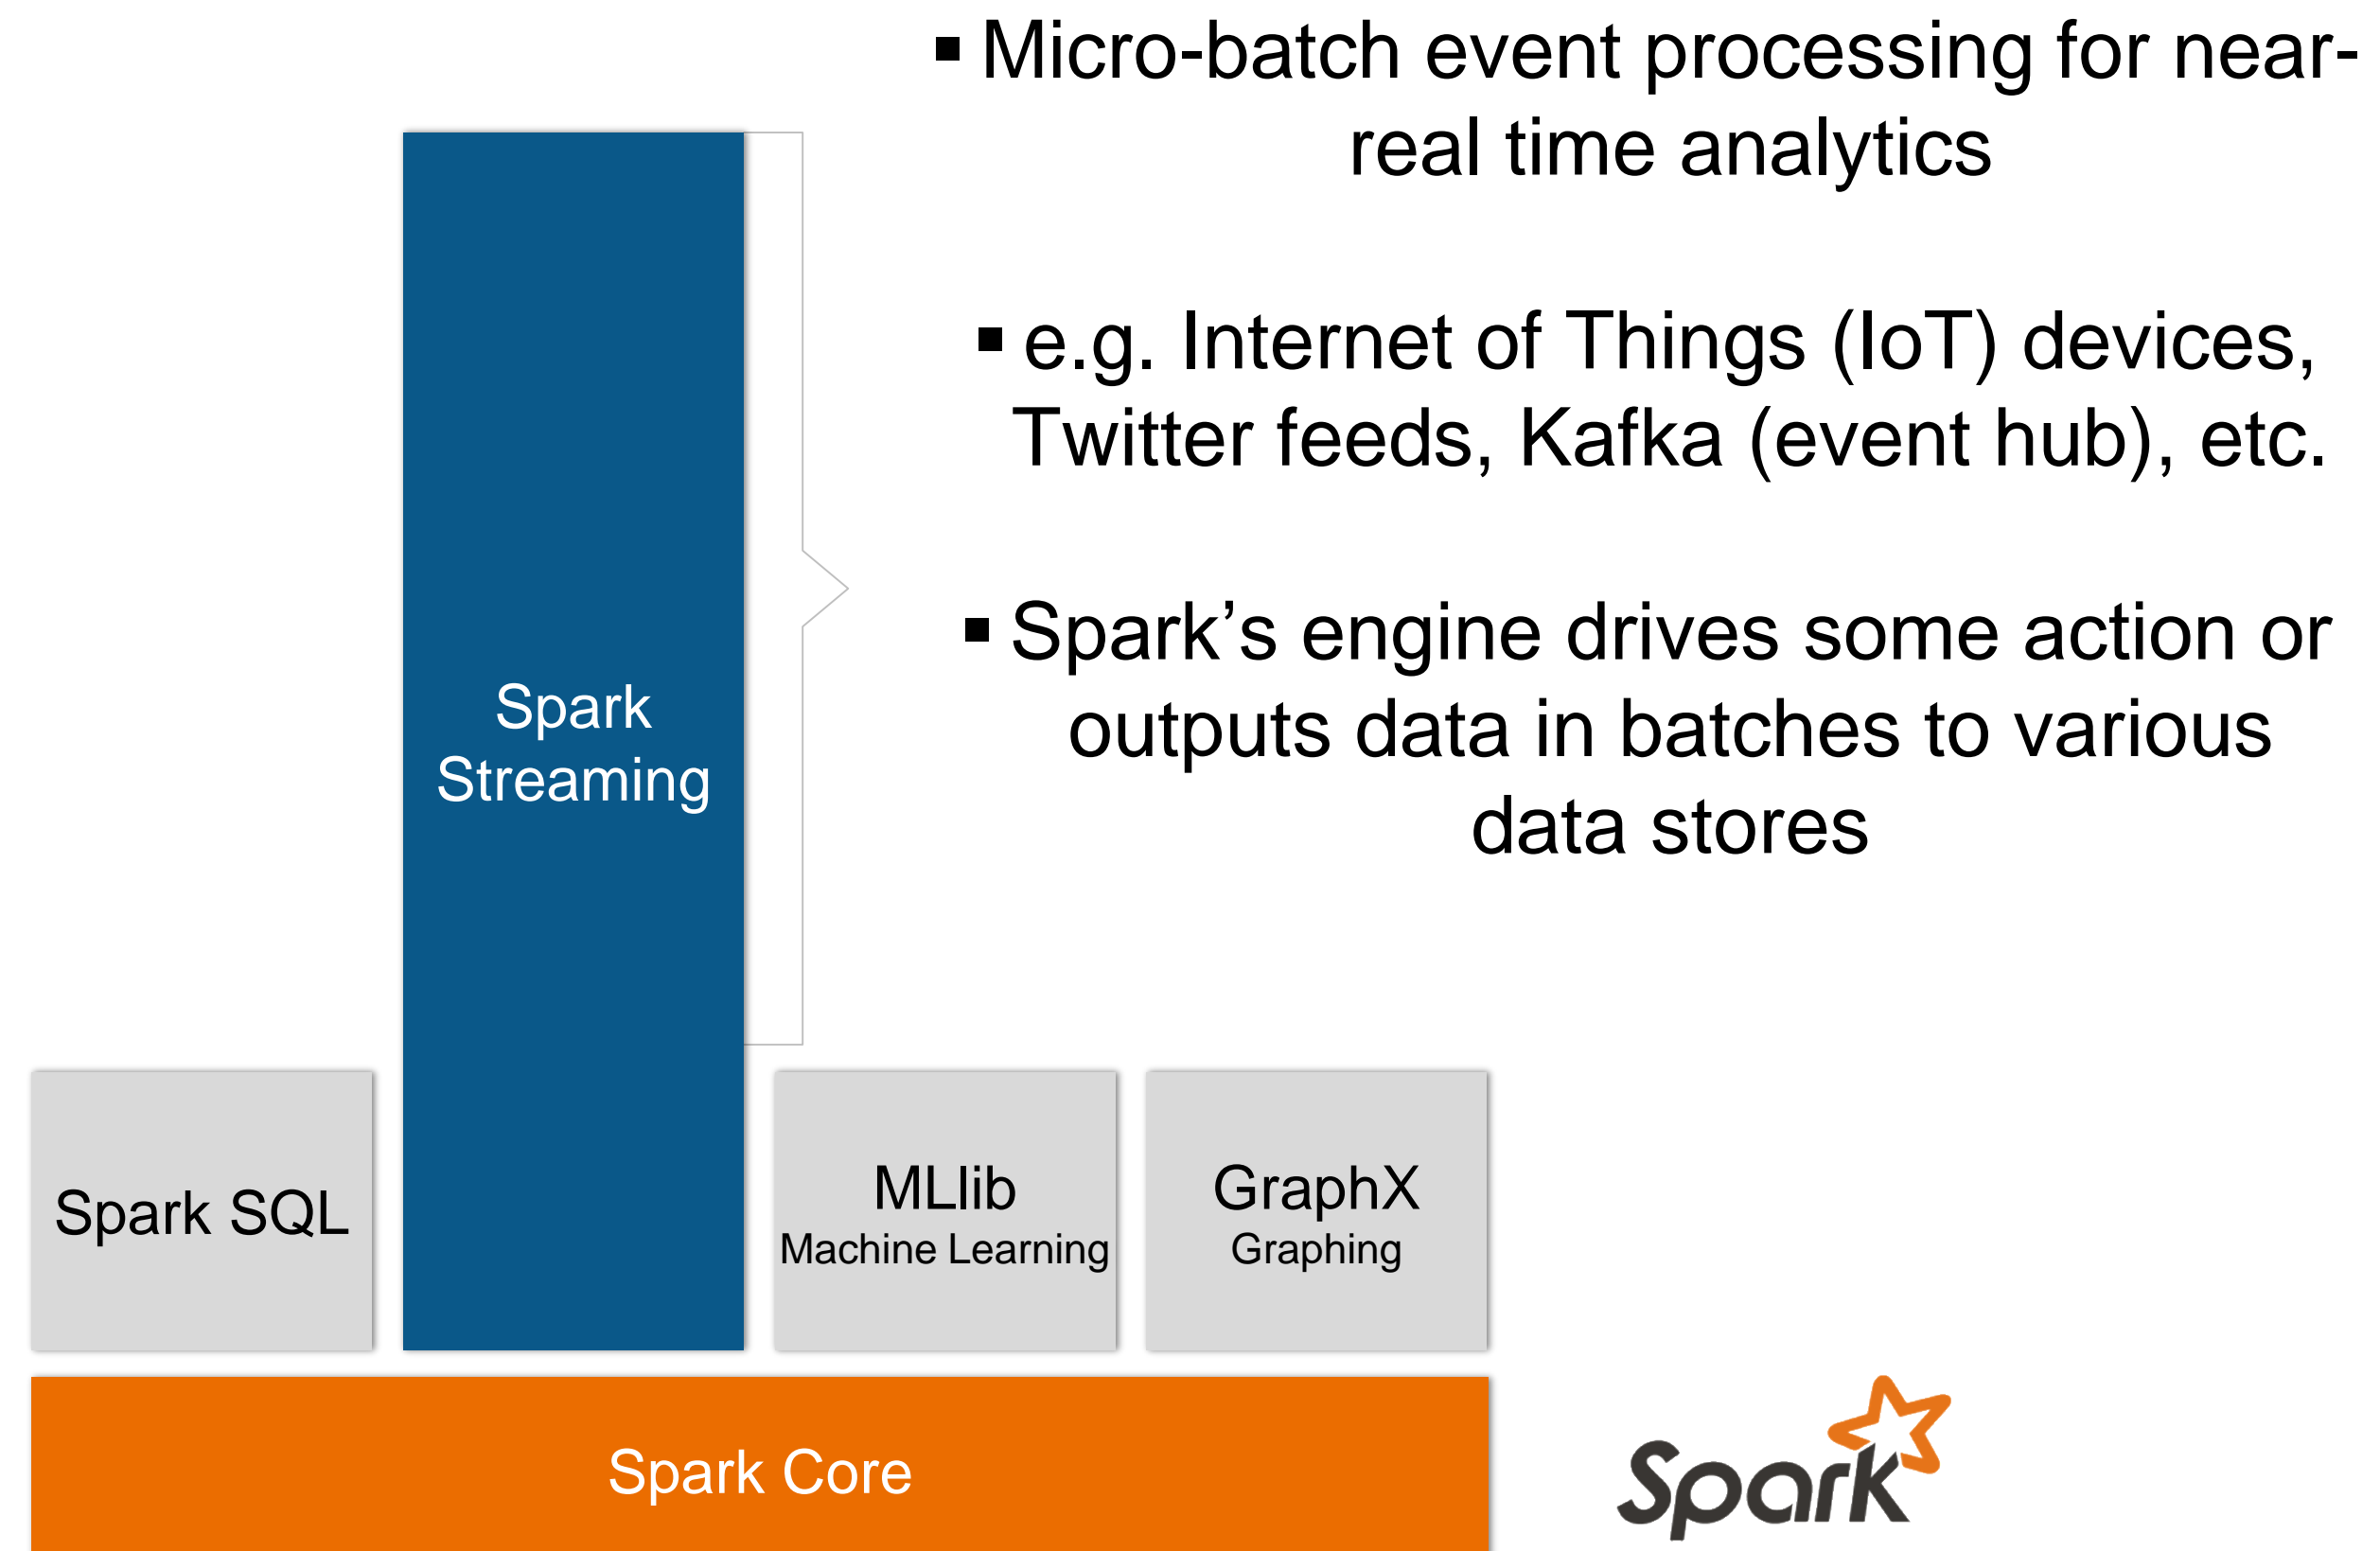 ▪ Micro-batch event processing for near-
real time analytics
▪ e.g. Internet of Things (IoT) devices,
Twitter feeds, Kafka (event hub), etc.
▪ Spark’s engine drives some action or
outputs data in batches to various
data stores
Spark
Streaming
Spark SQL
MLlib
Machine Learning
GraphX
Graphing
Spark Core
Spark